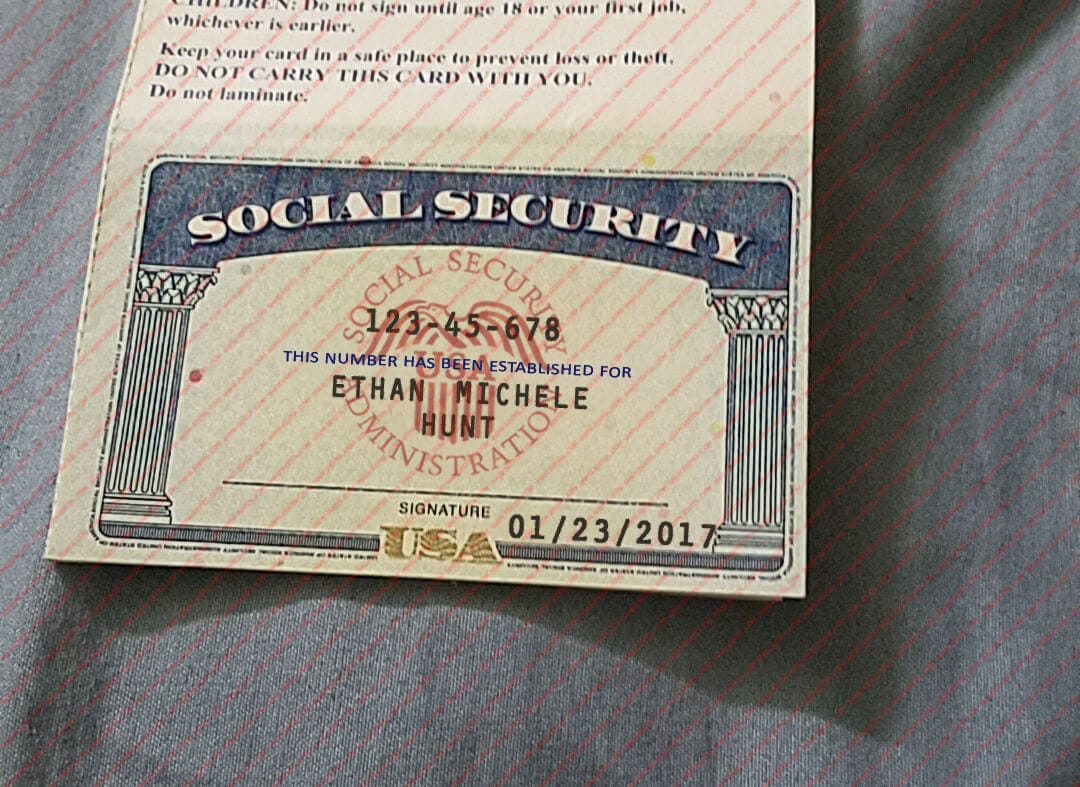 CHILDREN: Do not sign until age 18 or your first job,
whichever is earlier.
Keep your card in a safe place to prevent loss or theft.
DO NOT CARRY THIS CARD WITH YOU.
Do not laminate.
SOCIAL SECURITY
SOCIAL SECURITY
123-45-678
THIS NUMBER HAS BEEN ESTABLISHED FOR
USA
ETHAN MICHELE
HUNT
ADMINISTRATION
SIGNATURE
01/23/2017
USA